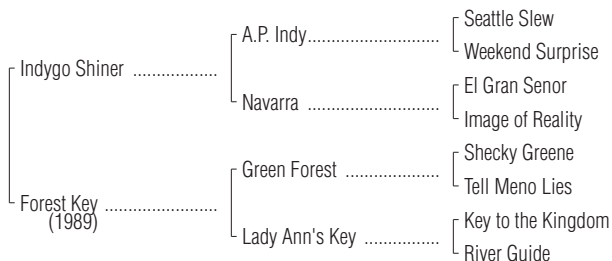 Seattle Slew
A.P. Indy..............................
Weekend Surprise
Indygo Shiner ...................
El Gran Senor
Navarra ..............................
Image of Reality
Shecky Greene
Green Forest .....................
Tell Meno Lies
Forest Key .........................
(1989)
Key to the Kingdom
Lady Ann's Key .................
River Guide